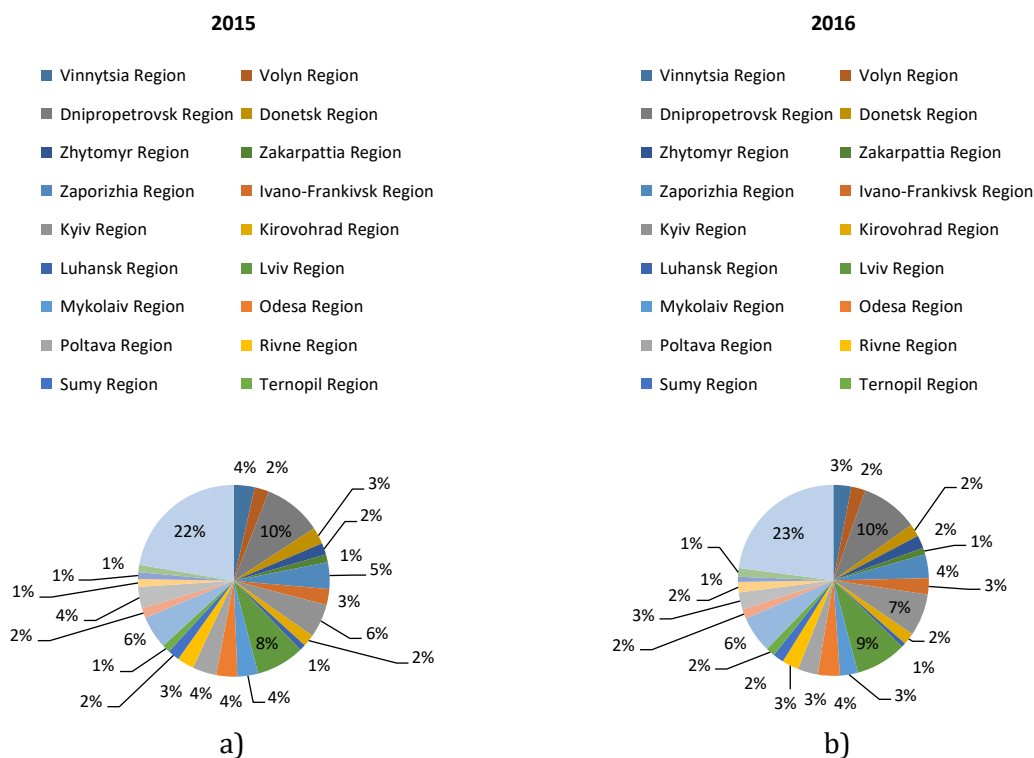 2015
Vinnytsia Region Volyn Region
Dnipropetrovsk Region Donetsk Region
Zhytomyr Region Zakarpattia Region
Zaporizhia Region Ivano-Frankivsk Region
Kyiv Region Kirovohrad Region
Luhansk Region Lviv Region
Mykolaiv Region Odesa Region
Poltava Region Rivne Region
Sumy Region Ternopil Region
4% 2%
3%
2%
22% 10%
1% 1%
1% 5%
1%
4% 3%
2% 6%
6% 8% 2%
1% 1%
2% 3% 4% 4% 4%
a)
2016
Vinnytsia Region Volyn Region
Dnipropetrovsk Region Donetsk Region
Zhytomyr Region Zakarpattia Region
Zaporizhia Region Ivano-Frankivsk Region
Kyiv Region Kirovohrad Region
Luhansk Region Lviv Region
Mykolaiv Region Odesa Region
Poltava Region Rivne Region
Sumy Region Ternopil Region
3% 2%
2%
23% 10% 2%
1% 1%
1% 4%
2% 3%
3% 7%
2%
6% 9% 2%
2% 1%
2% 3% 3% 4% 3%
b)